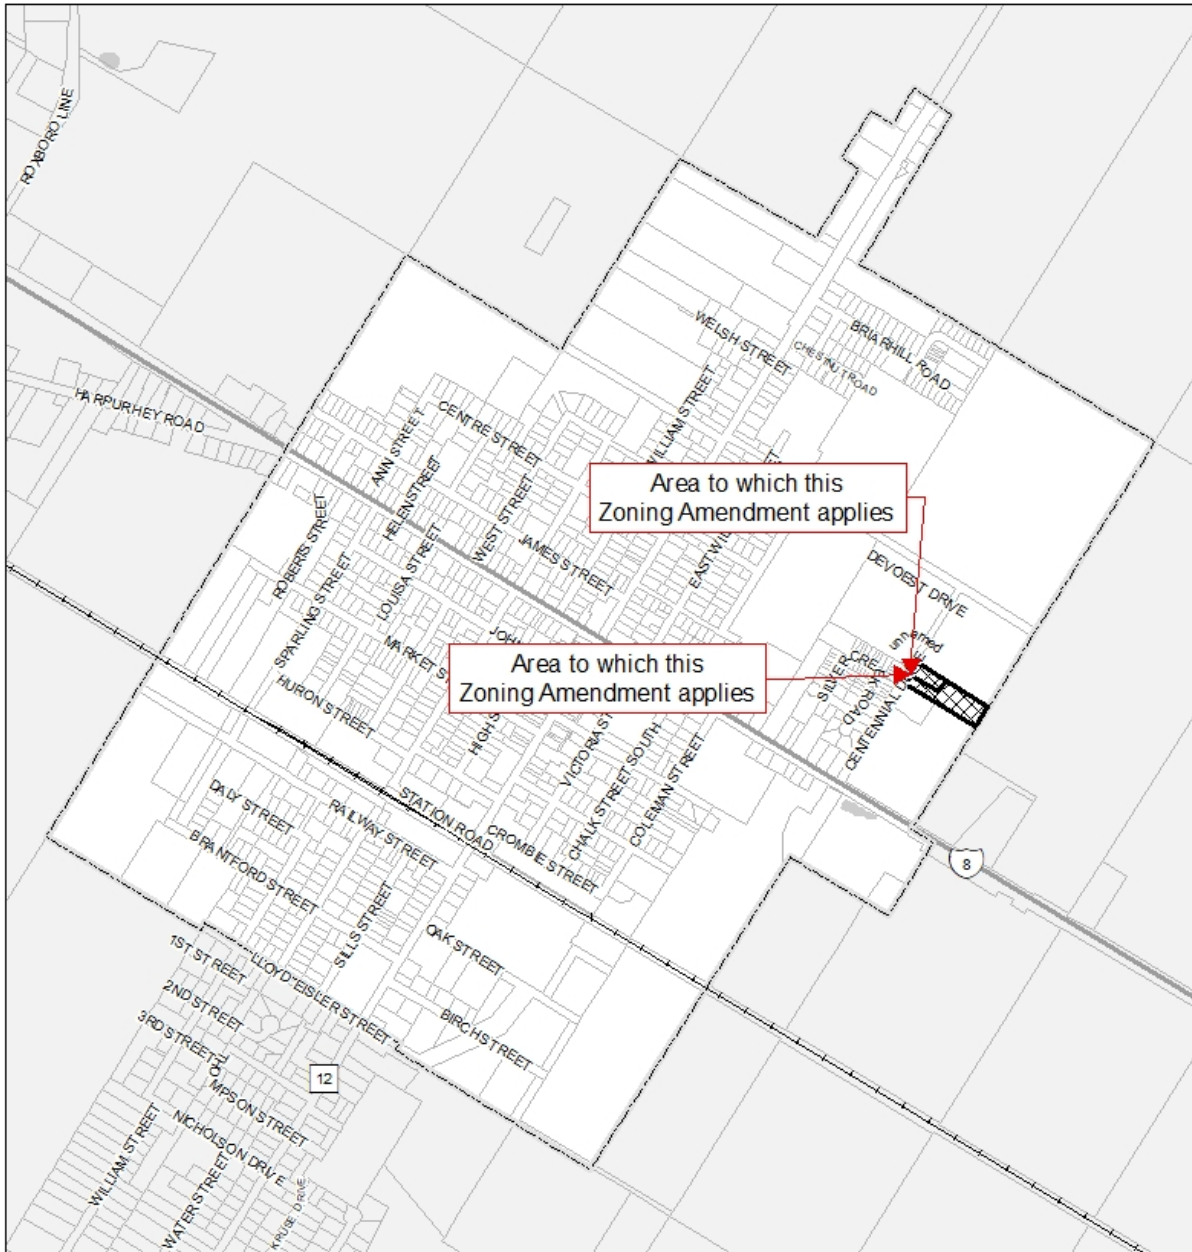 ROXBORO LINE
WELSH STREET
BRIARHILL ROAD
CHESTNUT ROAD
HARPURHEY ROAD
CENTRE STREET
WILLIAM STREET
ANN STREET
HELEN STREET
WEST STREET
Area to which this
Zoning Amendment applies
ROBERTS STREET
LOUISA STREET
JAMES STREET
EAST WIL
DEVOEST DRIVE
SPARLING STREET
unnamed
MARKET S
JOHN
Area to which this
Zoning Amendment applies
SILVER
CREEK ROAD
HURON STREET
HIGH S
VICTORIA ST
CENTENNIAL D
CHALK STREET SOUTH
COLEMAN STREET
DALY STREET
RAILWAY STREET
STATION ROAD
CROMBIE STREET
8
BRANTFORD STREET
SILLS STREET
OAK STREET
1ST STREET
LLOYD EISLER STREET
2ND STREET
BIRCH STREET
3RD STREET
12
THOMPSON STREET
NICHOLSON DRIVE
WILLIAM STREET
WATER STREET
KRUSE DRIVE